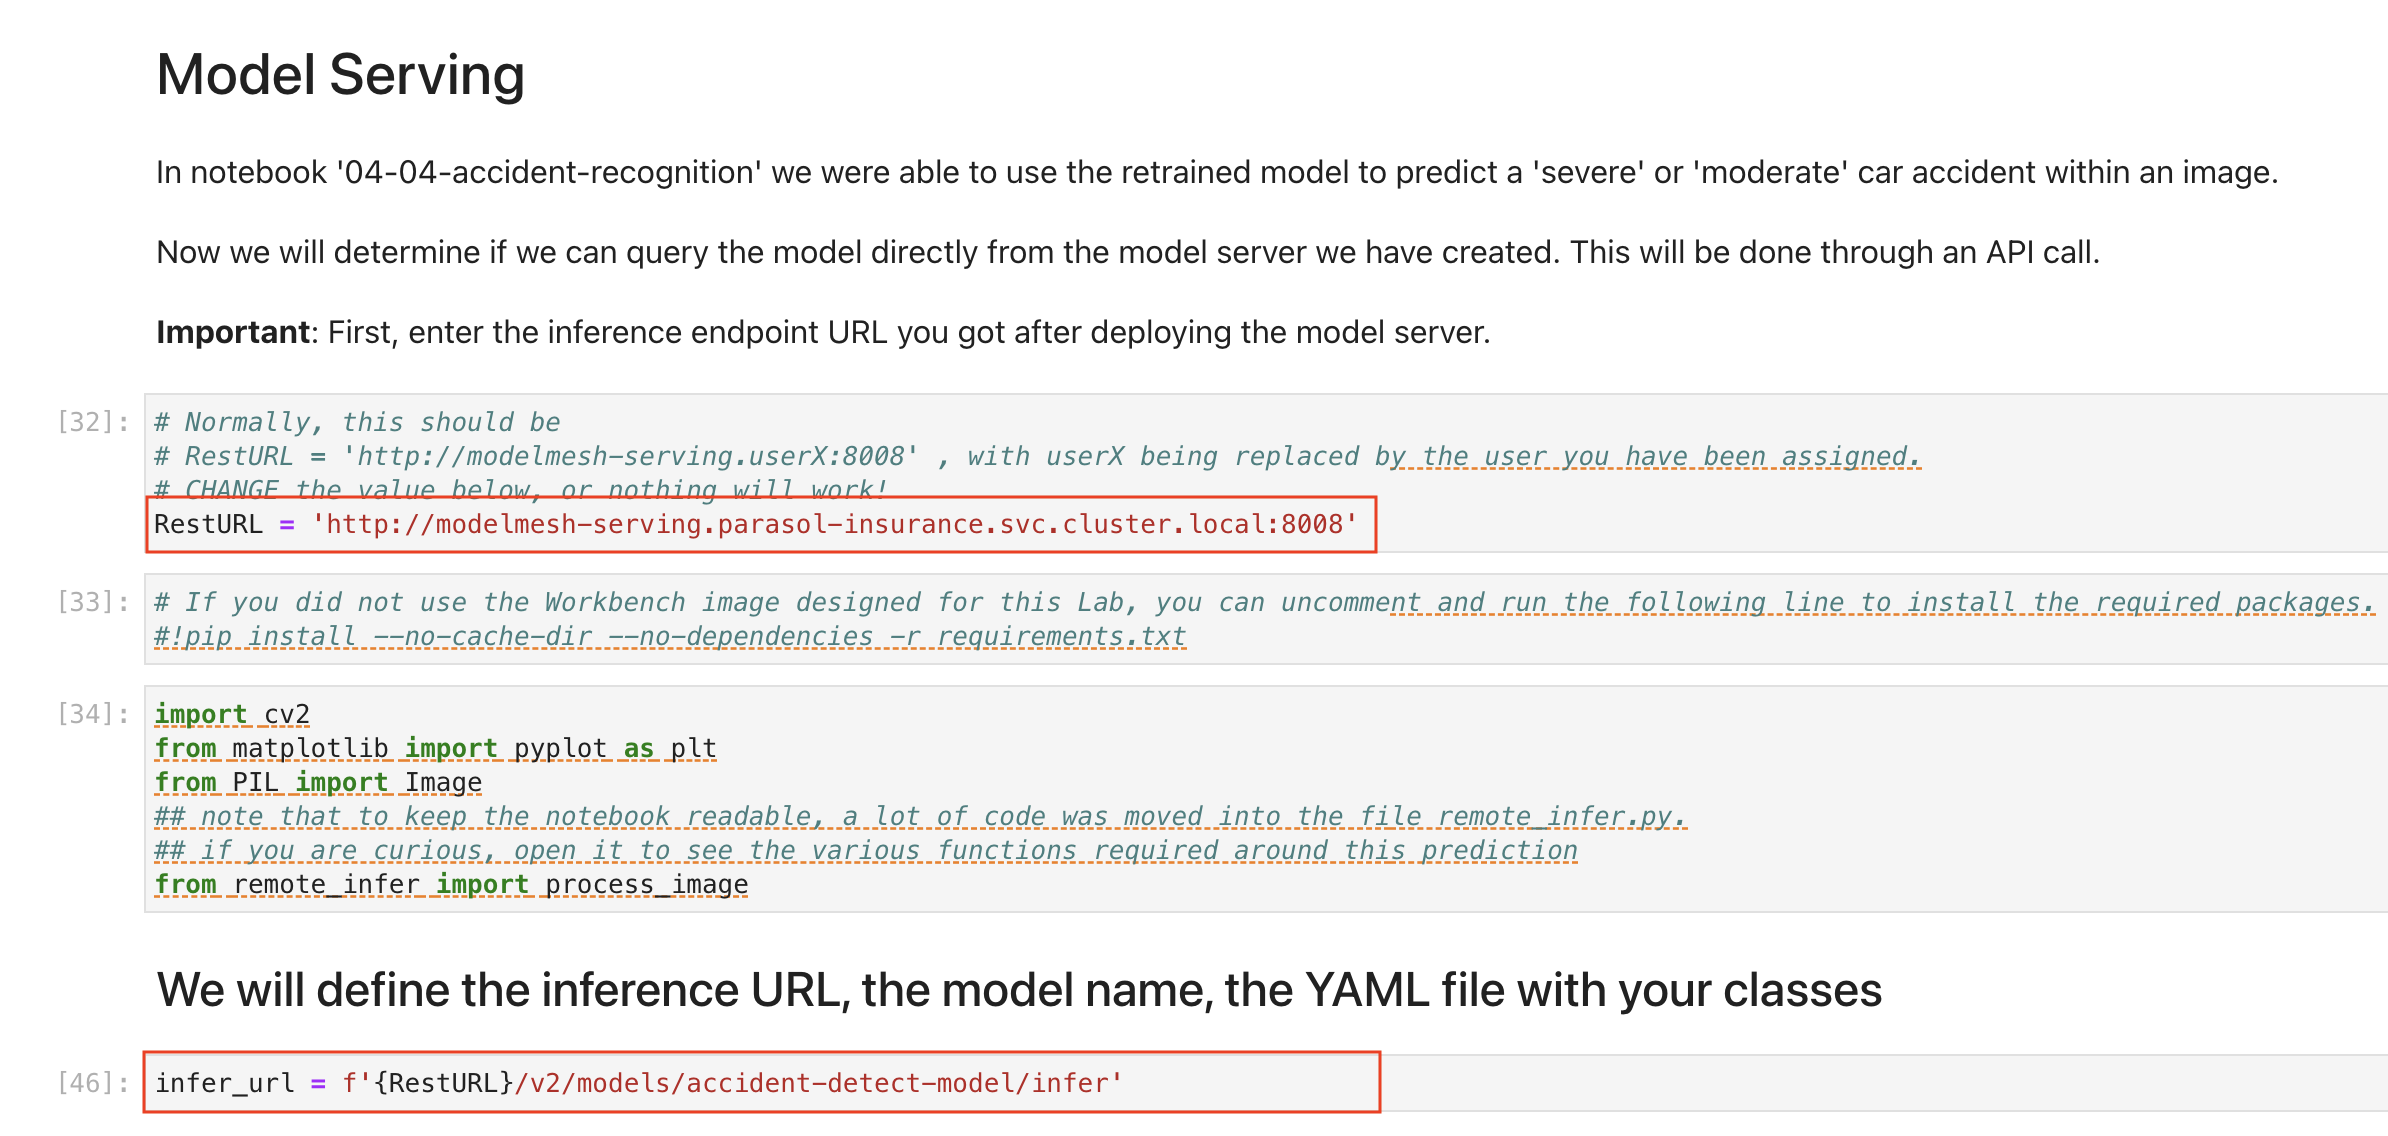 Model Serving
In notebook '04-04-accident-recognition' we were able to use the retrained model to predict a 'severe' or 'moderate' car accident within an image.
Now we will determine if we can query the model directly from the model server we have created. This will be done through an API call.
Important: First, enter the inference endpoint URL you got after deploying the model server.
[32]: # Normally, this should be
# RestURL = 'http://modelmesh-serving.userX:8008' , with userX being replaced by the user you have been assigned.
# CHANGE the value below, or nothing will work!
RestURL = 'http://modelmesh-serving.parasol-insurance.svc.cluster.local:8008'
[33]: # If you did not use the Workbench image designed for this Lab, you can uncomment and run the following line to install the required packages.
#!pip install --no-cache-dir --no-dependencies -r requirements.txt
[34]: import cv2
from matplotlib import pyplot as plt
from PIL import Image
## note that to keep the notebook readable, a lot of code was moved into the file remote_infer.py.
## if you are curious, open it to see the various functions required around this prediction
from remote_infer import process_image
We will define the inference URL, the model name, the YAML file with your classes
[46]: infer_url = f'{RestURL}/v2/models/accident-detect-model/infer'